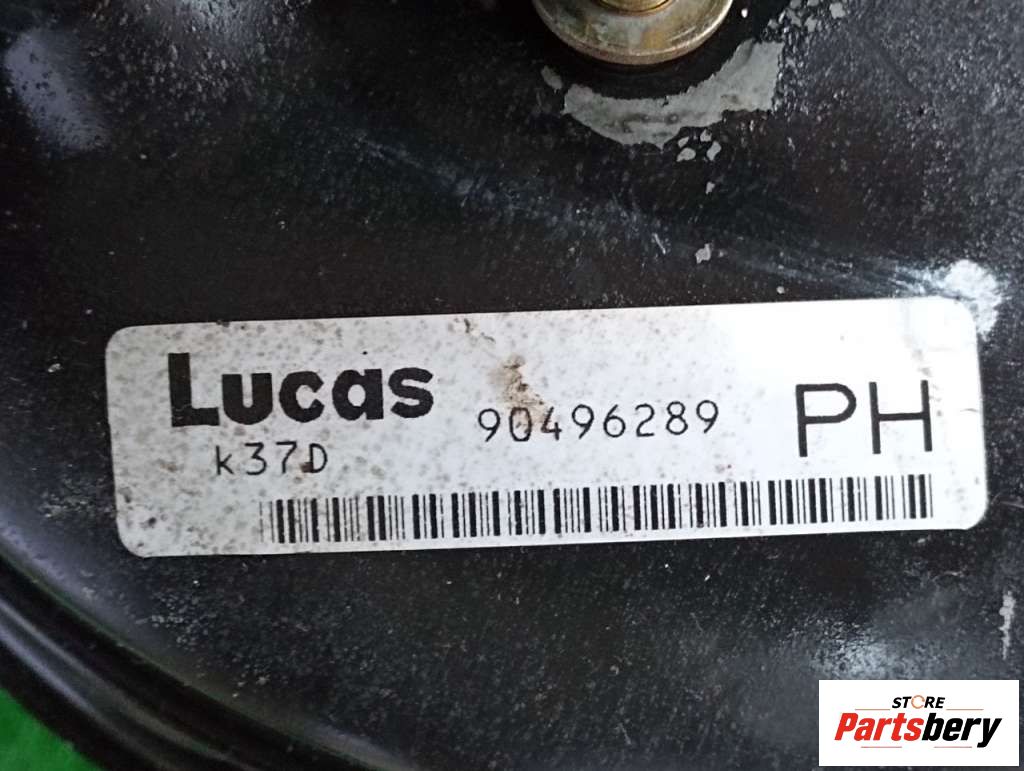 Lucas 90496289 PH
k37D
STORE
Partsbery